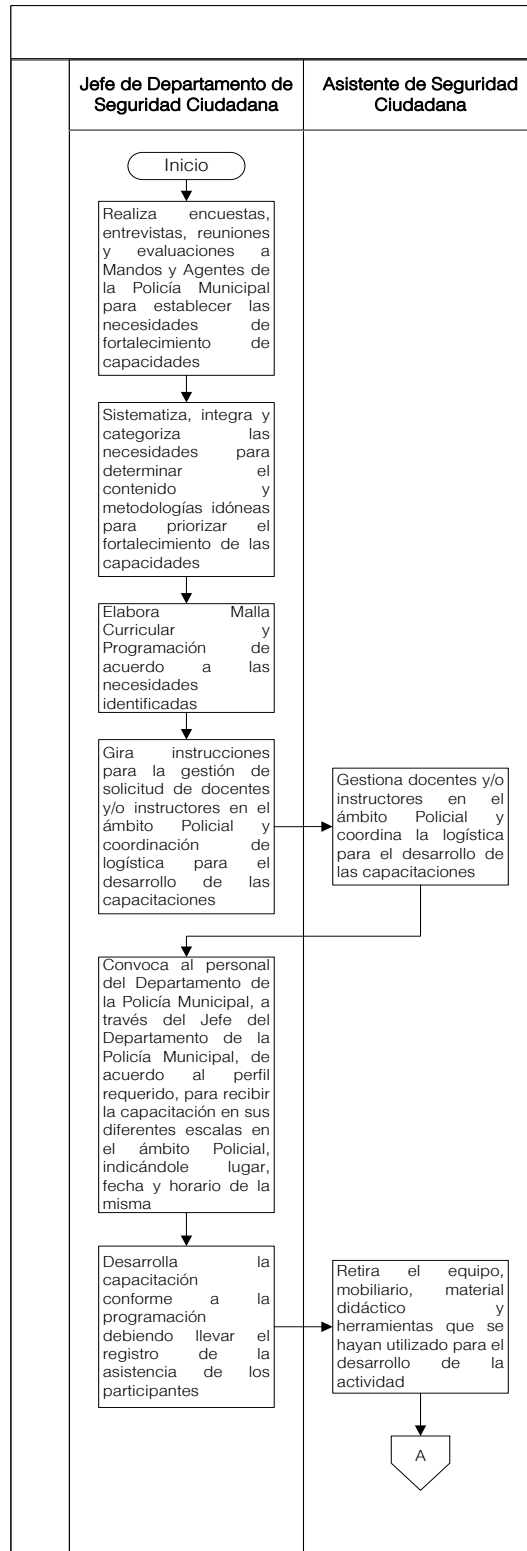 Jefe de Departamento de
Seguridad Ciudadana
Asistente de Seguridad
Ciudadana
Inicio
Realiza encuestas,
entrevistas, reuniones
y evaluaciones a
Mandos y Agentes de
la Policía Municipal
para establecer las
necesidades de
fortalecimiento de
capacidades
Sistematiza, integra y
categoriza las
necesidades para
determinar el
contenido y
metodologías idóneas
para priorizar el
fortalecimiento de las
capacidades
Elabora Malla
Curricular y
Programación de
acuerdo a las
necesidades
identificadas
Gira instrucciones
para la gestión de
solicitud de docentes
y/o instructores en el
ámbito Policial y
coordinación de
logística para el
desarrollo de las
capacitaciones
Gestiona docentes y/o
instructores en el
ámbito Policial y
coordina la logística
para el desarrollo de
las capacitaciones
Convoca al personal
del Departamento de
la Policía Municipal, a
través del Jefe del
Departamento de la
Policía Municipal, de
acuerdo al perfil
requerido, para recibir
la capacitación en sus
diferentes escalas en
el ámbito Policial,
indicándole lugar,
fecha y horario de la
misma
Desarrolla la
capacitación
conforme a la
programación
debiendo llevar el
registro de la
asistencia de los
participantes
Retira el equipo,
mobiliario, material
didáctico y
herramientas que se
hayan utilizado para el
desarrollo de la
actividad
A